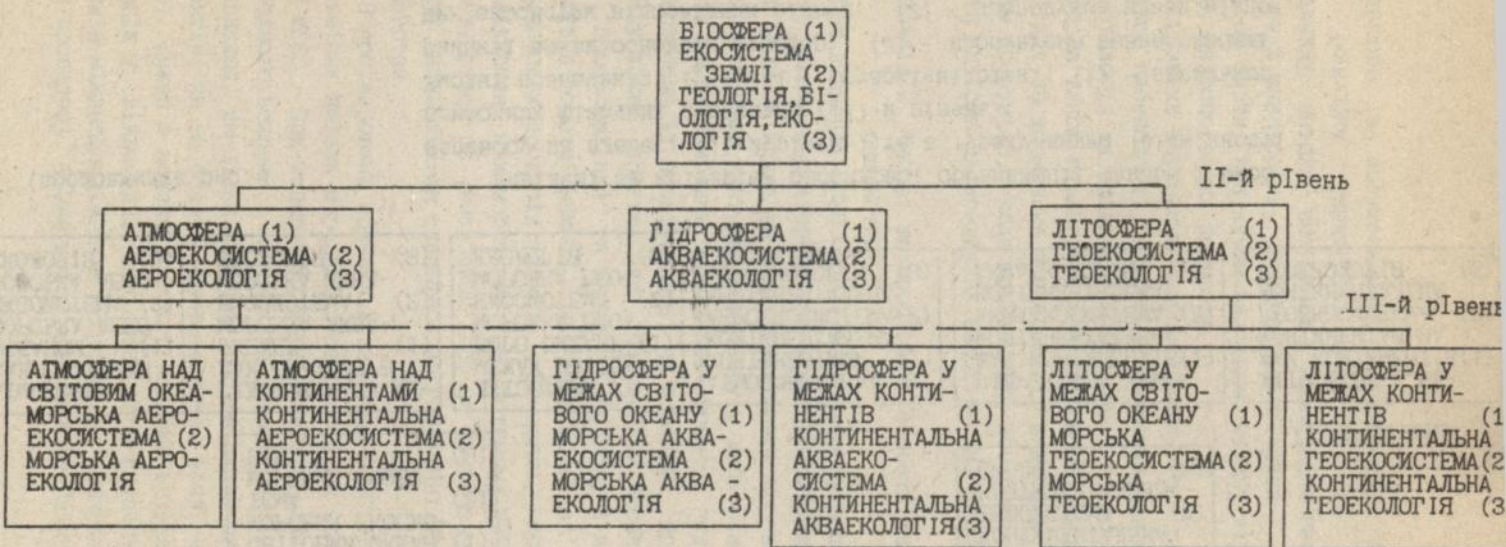 БІОСФЕРА (1)
ЕКОСИСТЕМА
ЗЕМЛІ (2)
ГЕОЛОГІЯ, БІ-
ОЛОГІЯ, ЕКО-
ЛОГІЯ (3)
ІІ-й рІвень
АТМОСФЕРА (1)
АЕРОЕКОСИСТЕМА (2)
АЕРОЕКОЛОГІЯ (3)
ГІДРОСФЕРА (1)
АКВАЕКОСИСТЕМА (2)
АКВАЕКОЛОГІЯ (3)
ЛІТОСФЕРА (1)
ГЕОЕКОСИСТЕМА (2)
ГЕОЕКОЛОГІЯ (3)
ІІІ-й рІвень
АТМОСФЕРА НАД
СВІТОВИМ ОКЕА-
МОРСЬКА АЕРО-
ЕКОСИСТЕМА (2)
МОРСЬКА АЕРО-
ЕКОЛОГІЯ
АТМОСФЕРА НАД
КОНТИНЕНТАМИ (1)
КОНТИНЕНТАЛЬНА
АЕРОЕКОСИСТЕМА (2)
КОНТИНЕНТАЛЬНА
АЕРОЕКОЛОГІЯ (3)
ГІДРОСФЕРА У
МЕЖАХ СВІТО-
ВОГО ОКЕАНУ (1)
МОРСЬКА АКВА-
ЕКОСИСТЕМА (2)
МОРСЬКА АКВА -
ЕКОЛОГІЯ (3)
ГІДРОСФЕРА У
МЕЖАХ КОНТИ-
НЕНТІВ (1)
КОНТИНЕНТАЛЬНА
АКВАЕКО-
СИСТЕМА (2)
КОНТИНЕНТАЛЬНА
АКВАЕКОЛОГІЯ (3)
ЛІТОСФЕРА У
МЕЖАХ СВІТО-
ВОГО ОКЕАНУ (1)
МОРСЬКА
ГЕОЕКОСИСТЕМА (2)
МОРСЬКА
ГЕОЕКОЛОГІЯ (3)
ЛІТОСФЕРА У
МЕЖАХ КОНТИ-
НЕНТІВ (1
КОНТИНЕНТАЛЬНА
ГЕОЕКОСИСТЕМА (2
КОНТИНЕНТАЛЬНА
ГЕОЕКОЛОГІЯ (3